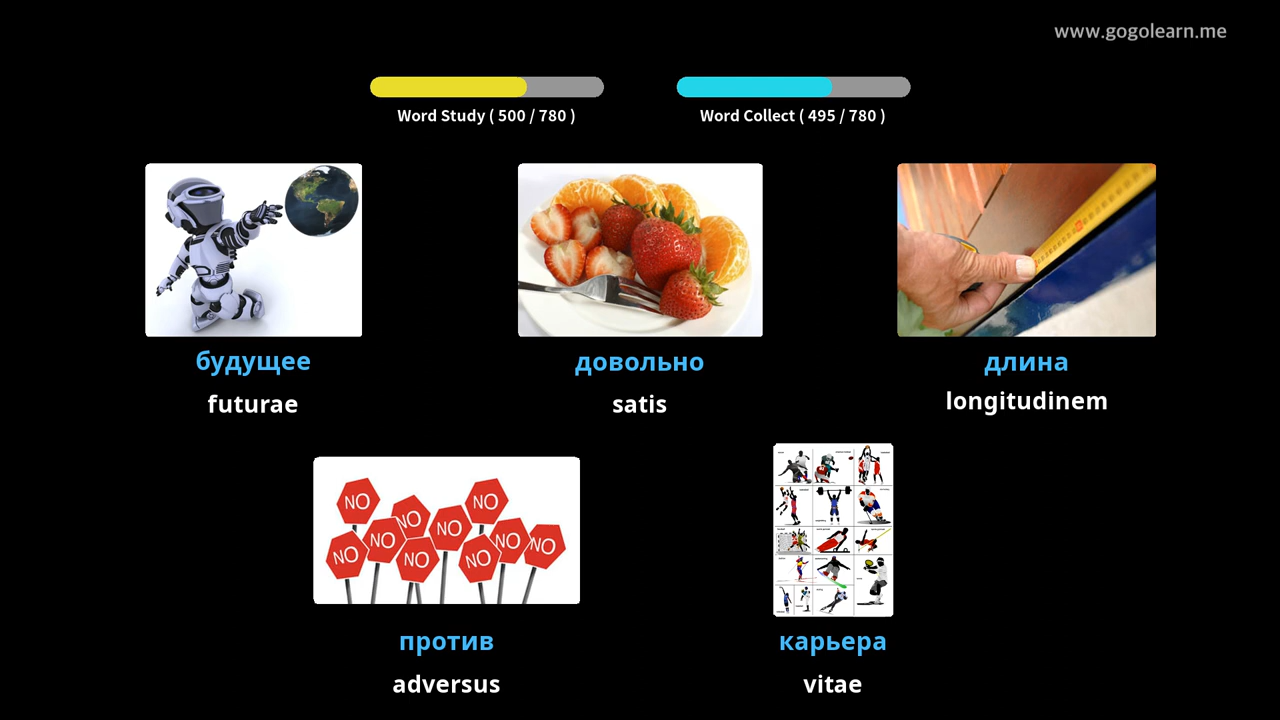 www.gogolearn.me
Word Study ( 500 / 780 )
Word Collect ( 495 / 780 )
будущее
довольно
длина
futurae
satis
longitudinem
NO
NO
NO
NO
NO
NO
NO
NO
NO
NO
против
карьера
adversus
vitae